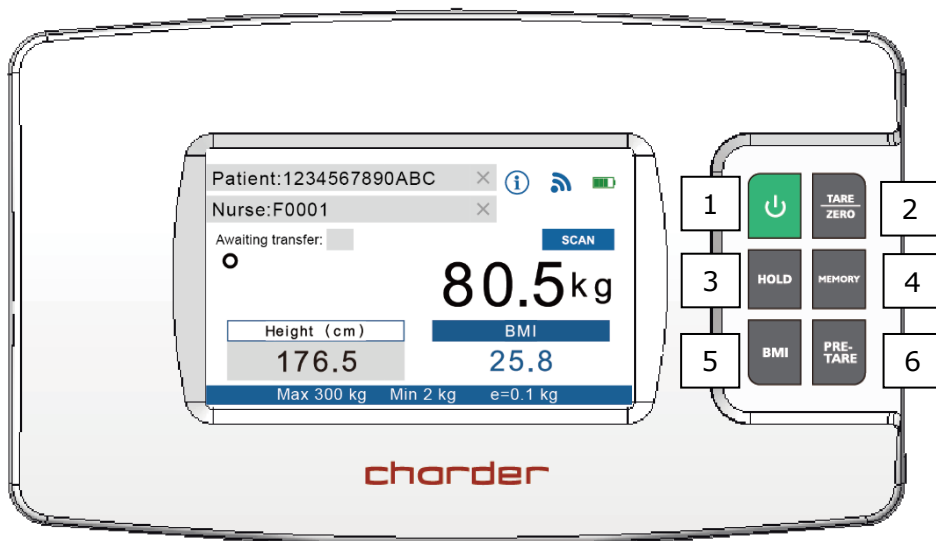 Patient:1234567890ABC ×
Nurse:F0001 ×
Awaiting transfer:
SCAN
80.5kg
Height (cm)
BMI
176.5
25.8
Max 300 kg Min 2 kg e=0.1 kg
charder
1
TARE
ZERO
2
3
HOLD
MEMORY
4
5
BMI
PRE-
TARE
6